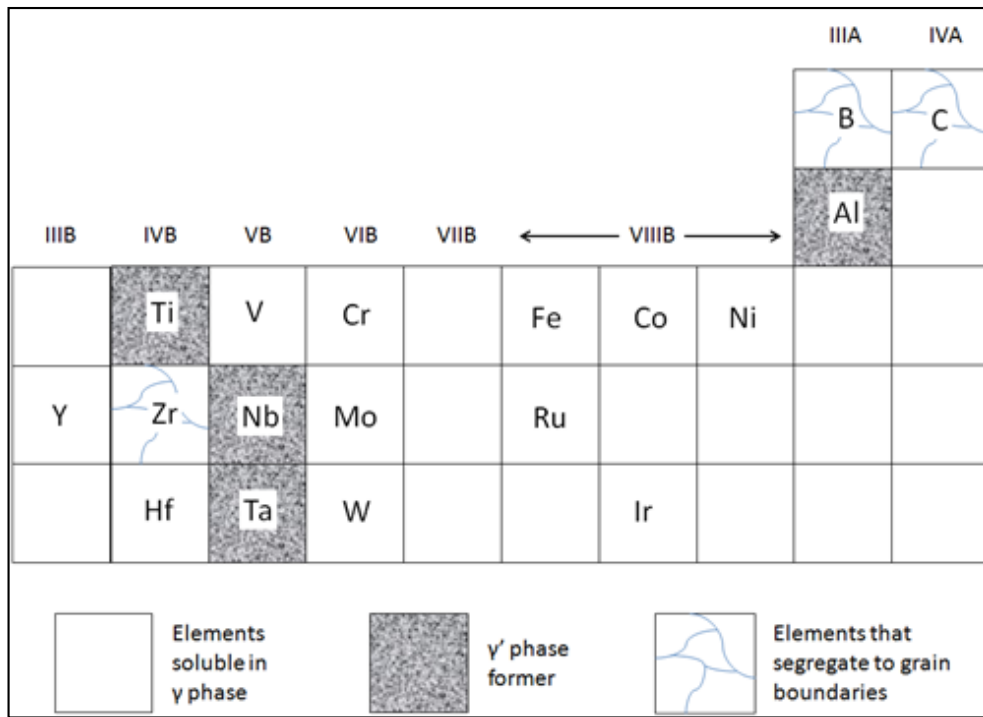 IIIA IVA
B C
Al
IIIB IVB VB VIB VIIB VIIIB
Ti V Cr Fe Co Ni
Y Zr Nb Mo Ru
Hf Ta W Ir
Elements
soluble in
γ phase
γ’ phase
former
Elements that
segregate to grain
boundaries